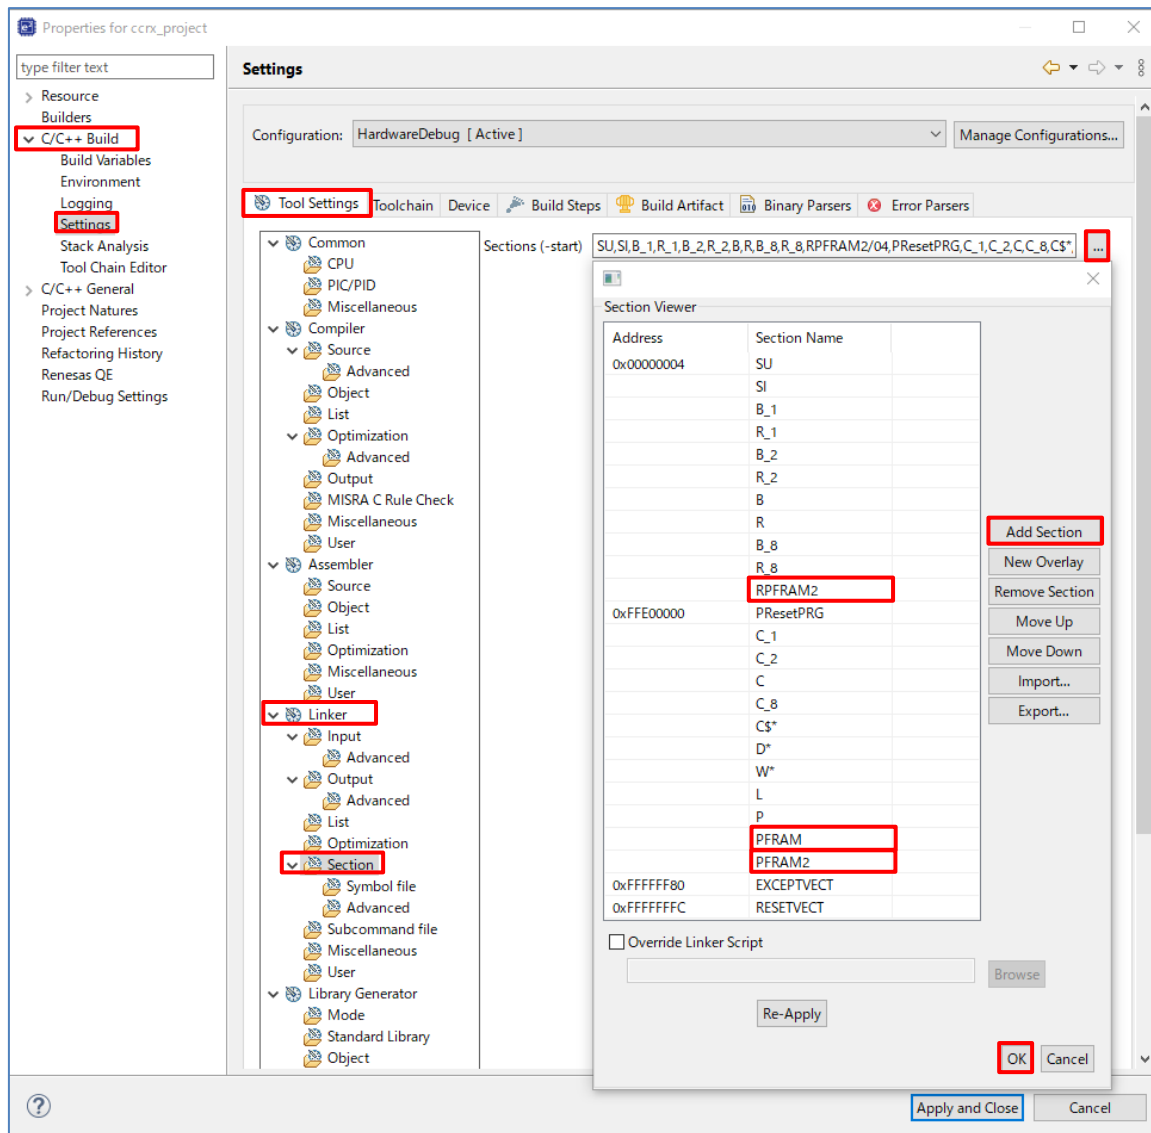 Properties for ccrx_project
type filter text
Resource
Builders
C/C++ Build
Build Variables
Environment
Logging
Settings
Stack Analysis
Tool Chain Editor
C/C++ General
Project Natures
Project References
Refactoring History
Renesas QE
Run/Debug Settings
Settings
Configuration: HardwareDebug [ Active ] Manage Configurations...
Tool Settings Toolchain Device Build Steps Build Artifact Binary Parsers Error Parsers
Common
CPU
PIC/PID
Miscellaneous
Compiler
Source
Advanced
Object
List
Optimization
Advanced
Output
MISRA C Rule Check
Miscellaneous
User
Assembler
Source
Object
List
Optimization
Miscellaneous
User
Linker
Input
Advanced
Output
Advanced
List
Optimization
Section
Symbol file
Advanced
Subcommand file
Miscellaneous
User
Library Generator
Mode
Standard Library
Object
Sections (-start) SU,SI,B_1,R_1,B_2,R_2,B,R,B_8,R_8,RPFRAM2/04,PResetPRG,C_1,C_2,C,C_8,C$*, ...
Section Viewer
Address Section Name
0x00000004 SU
SI
B_1
R_1
B_2
R_2
B
R
B_8
R_8
RPFRAM2
0xFFE00000 PResetPRG
C_1
C_2
C
C_8
C$*
D*
W*
L
P
PFRAM
PFRAM2
0xFFFFFF80 EXCEPTVECT
0xFFFFFFFC RESETVECT
Add Section
New Overlay
Remove Section
Move Up
Move Down
Import...
Export...
Override Linker Script
Browse
Re-Apply
OK Cancel
Apply and Close Cancel